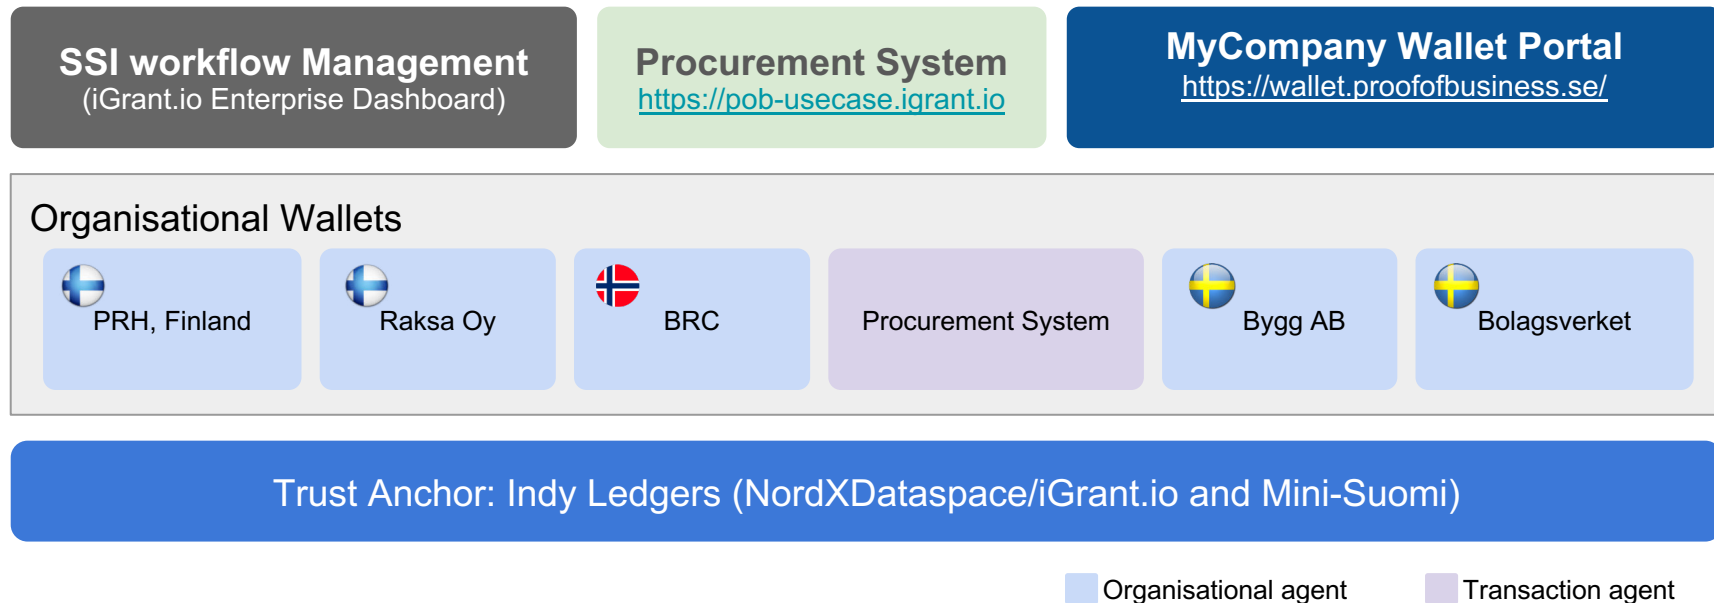 SSI workflow Management
(iGrant.io Enterprise Dashboard)
Procurement System
https://pob-usecase.igrant.io
MyCompany Wallet Portal
https://wallet.proofofbusiness.se/
Organisational Wallets
PRH, Finland
Raksa Oy
BRC
Procurement System
Bygg AB
Bolagsverket
Trust Anchor: Indy Ledgers (NordXDataspace/iGrant.io and Mini-Suomi)
Organisational agent
Transaction agent